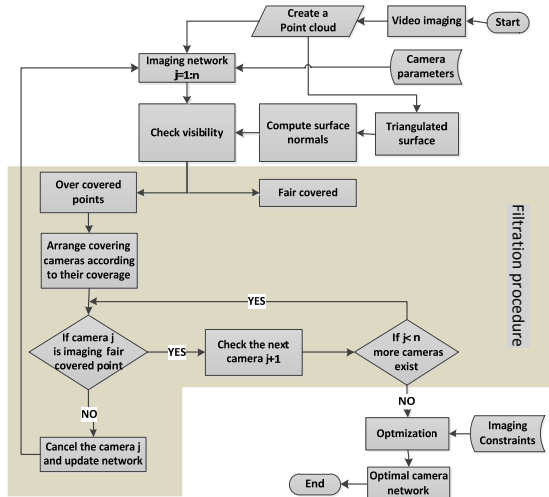 Create a
Point cloud
Video imaging
Start
Imaging network
j=1:n
Camera
parameters
Check visibility
Compute surface
normals
Triangulated
surface
Over covered
points
Fair covered
Filtration procedure
Arrange covering
cameras according
to their coverage
YES
If camera j
is imaging fair
covered point
YES
Check the next
camera j+1
If j< n
more cameras
exist
NO
NO
Cancel the camera j
and update network
Optmization
Imaging
Constraints
End
Optimal camera
network